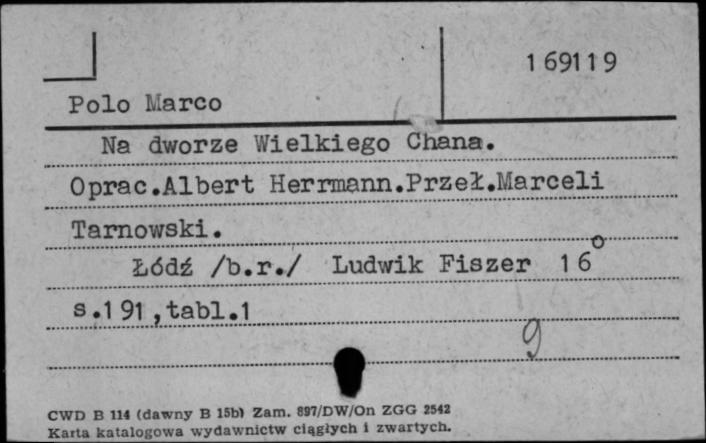 169119
Polo Marco
Na dworze Wielkiego Chana.
Oprac.Albert Herrmann.Przeł.Marceli
Tarnowski.
Łódź /b.r./ Ludwik Fiszer 16°
s.191,tabl.1
9
CWD B 114 (dawny B 15b) Zam. 897/DW/On ZGG 2542
Karta katalogowa wydawnictw ciągłych i zwartych.